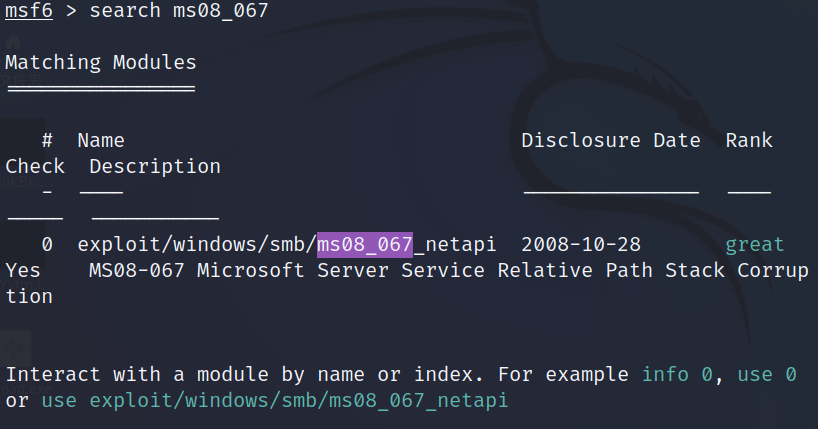 msf6 > search ms08_067
Matching Modules
================
# Name Disclosure Date Rank
Check Description
- ---- --------------- ----
----- -----------
0 exploit/windows/smb/ms08_067_netapi 2008-10-28 great
Yes MS08-067 Microsoft Server Service Relative Path Stack Corrup
tion
Interact with a module by name or index. For example info 0, use 0
or use exploit/windows/smb/ms08_067_netapi